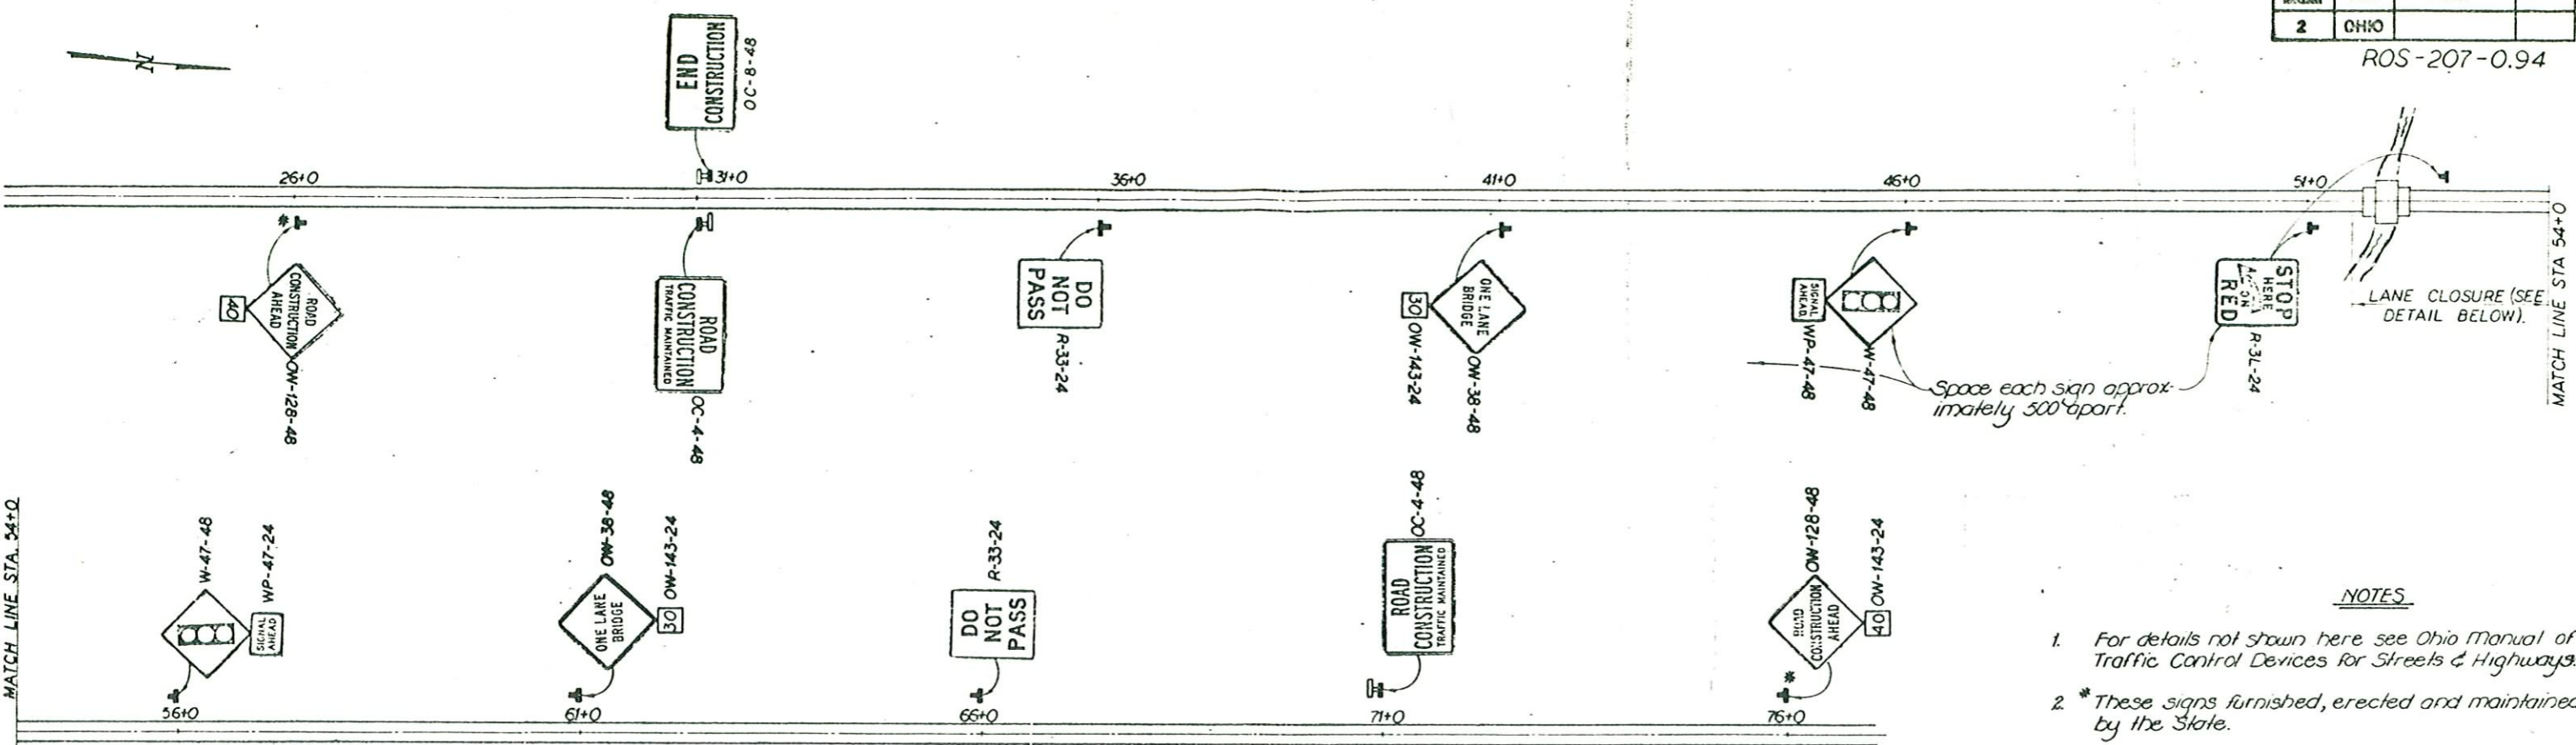 2 OHIO
ROS-207-0.94
N
END
CONSTRUCTION
OC-8-48
26+0
31+0
36+0
41+0
46+0
51+0
*
ROAD
CONSTRUCTION
AHEAD
40
OW-128-48
ROAD
CONSTRUCTION
TRAFFIC MAINTAINED
OC-4-48
DO
NOT
PASS
R-33-24
ONE LANE
BRIDGE
30
OW-143-24
OW-38-48
SIGNAL
AHEAD
WP-47-48
W-47-48
Space each sign approx-
imately 500' apart.
STOP
HERE
ON
RED
R-3L-24
LANE CLOSURE (SEE
DETAIL BELOW).
MATCH LINE STA 54+0
MATCH LINE STA. 54+0
W-47-48
WP-47-24
SIGNAL
AHEAD
OW-38-48
OW-143-24
ONE LANE
BRIDGE
30
R-33-24
DO
NOT
PASS
OC-4-48
ROAD
CONSTRUCTION
TRAFFIC MAINTAINED
OW-128-48
OW-143-24
ROAD
CONSTRUCTION
AHEAD
40
*
56+0
61+0
66+0
71+0
76+0
NOTES
1. For details not shown here see Ohio Manual of
Traffic Control Devices for Streets & Highways.
2 * These signs furnished, erected and maintained
by the State.